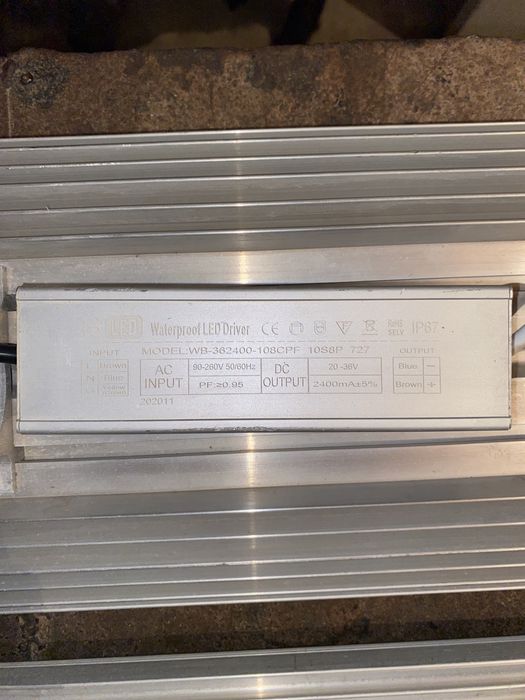 LED Waterproof LED Driver CE RoHS SELV IP67
INPUT MODEL:WB-362400-108CPF 10S8P 727 OUTPUT
L Brown AC INPUT 90-260V 50/60Hz DC OUTPUT 20 -36V Blue −
N Blue PF:≥0.95 2400mA±5% Brown +
Yellow
202011